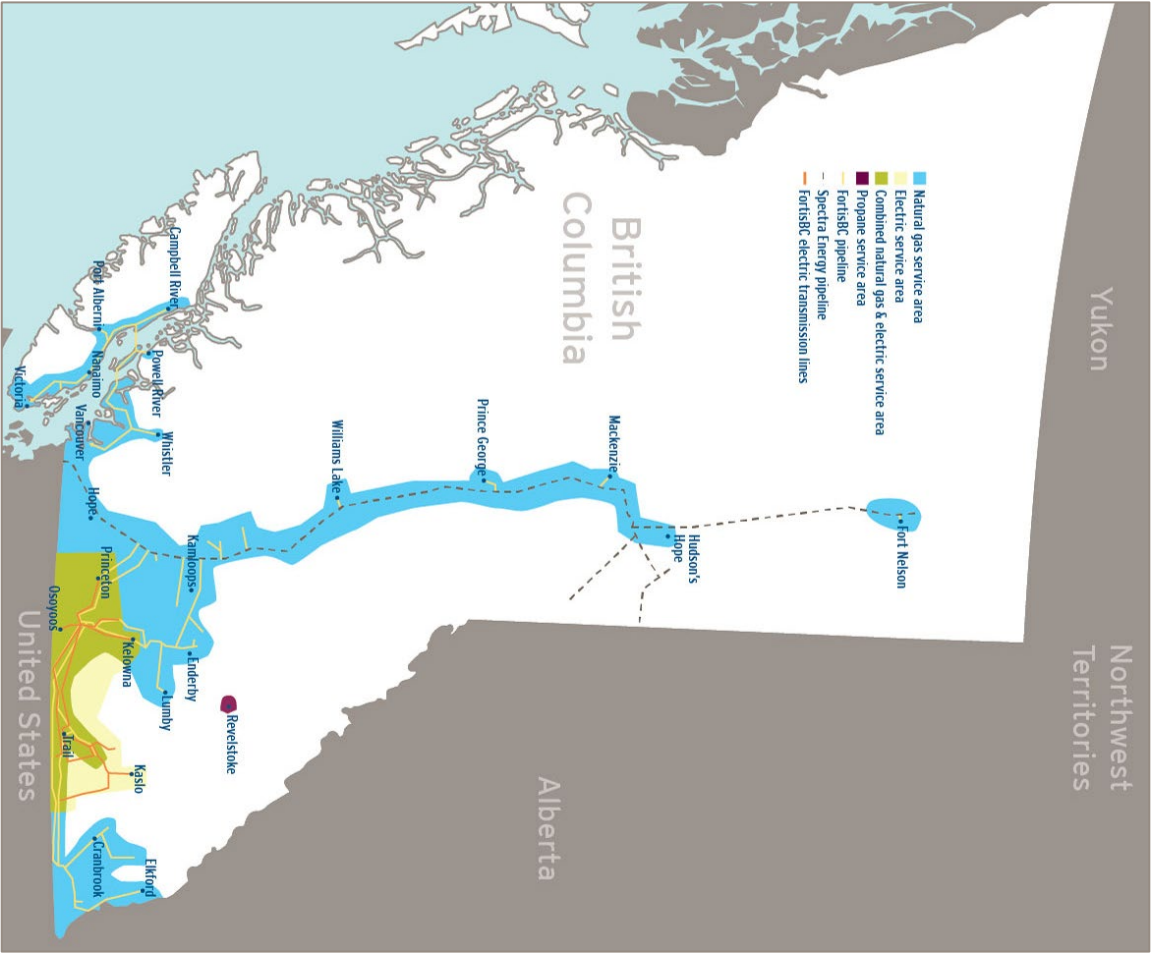 Yukon
Northwest
Territories
Natural gas service area
Electric service area
Combined natural gas & electric service area
Propane service area
FortisBC pipeline
Spectra Energy pipeline
FortisBC electric transmission lines
Fort Nelson
British
Columbia
Hudson's
Hope
Mackenzie
Alberta
Prince George
Williams Lake
Revelstoke
Campbell River
Powell River
Whistler
Kamloops
Enderby
Lumby
Port Alberni
Nanaimo
Vancouver
Hope
Princeton
Kelowna
Kaslo
Elkford
Cranbrook
Victoria
Osoyoos
Trail
United States